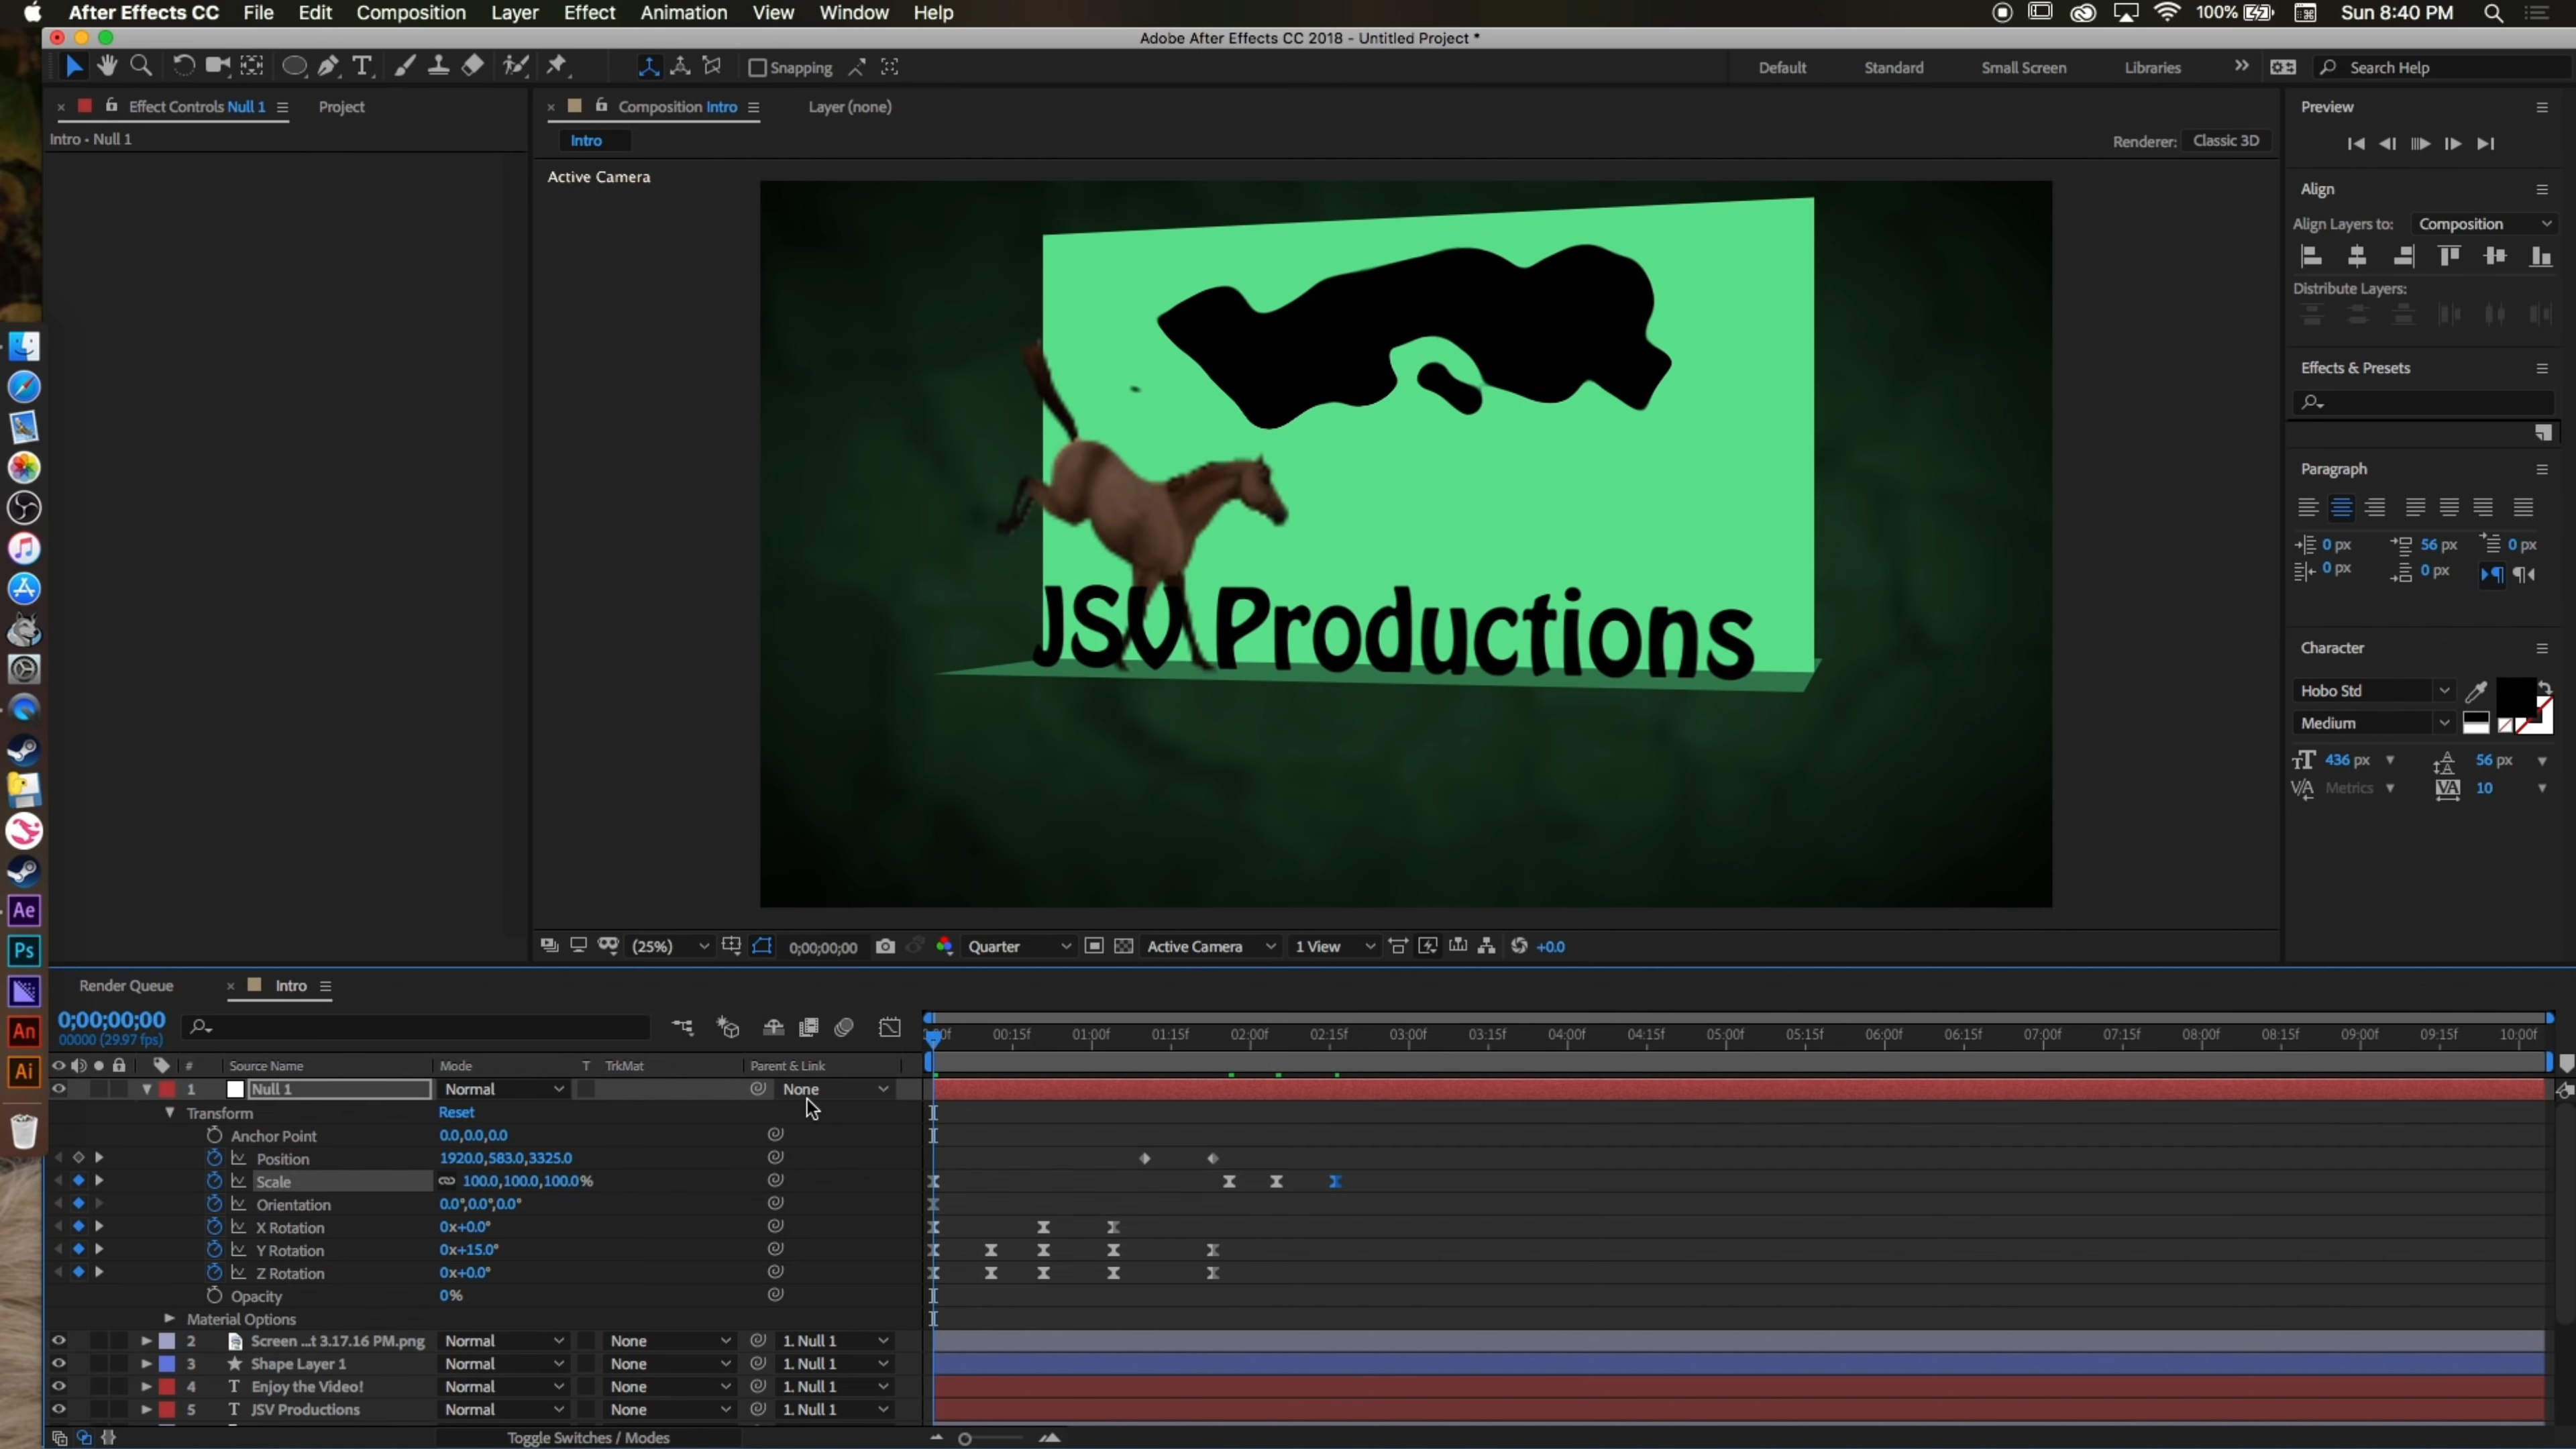 After Effects CC File Edit Composition Layer Effect Animation View Window Help 100% Sun 8:40 PM
Adobe After Effects CC 2018 - Untitled Project *
T Snapping Default Standard Small Screen Libraries Search Help
Effect Controls Null 1 Project Composition Intro Layer (none) Preview
Intro • Null 1 Intro Renderer: Classic 3D
Active Camera
Align
Align Layers to: Composition
Distribute Layers:
Effects & Presets
Paragraph
0 px 56 px 0 px
0 px 0 px
JSV Productions
Character
Hobo Std
Medium
436 px 56 px
Metrics 10
Ae
Ps
An
Ai
(25%) 0;00;00;00 Quarter Active Camera 1 View +0.0
Render Queue Intro
0;00;00;00
00000 (29.97 fps)
00:15f 01:00f 01:15f 02:00f 02:15f 03:00f 03:15f 04:00f 04:15f 05:00f 05:15f 06:00f 06:15f 07:00f 07:15f 08:00f 08:15f 09:00f 09:15f 10:00f
# Source Name Mode T TrkMat Parent & Link
1 Null 1 Normal None
Transform Reset
Anchor Point 0.0,0.0,0.0
Position 1920.0,583.0,3325.0
Scale 100.0,100.0,100.0%
Orientation 0.0°,0.0°,0.0°
X Rotation 0x+0.0°
Y Rotation 0x+15.0°
Z Rotation 0x+0.0°
Opacity 0%
Material Options
2 Screen ...t 3.17.16 PM.png Normal None 1. Null 1
3 Shape Layer 1 Normal None 1. Null 1
4 T Enjoy the Video! Normal None 1. Null 1
5 T JSV Productions Normal None 1. Null 1
Toggle Switches / Modes